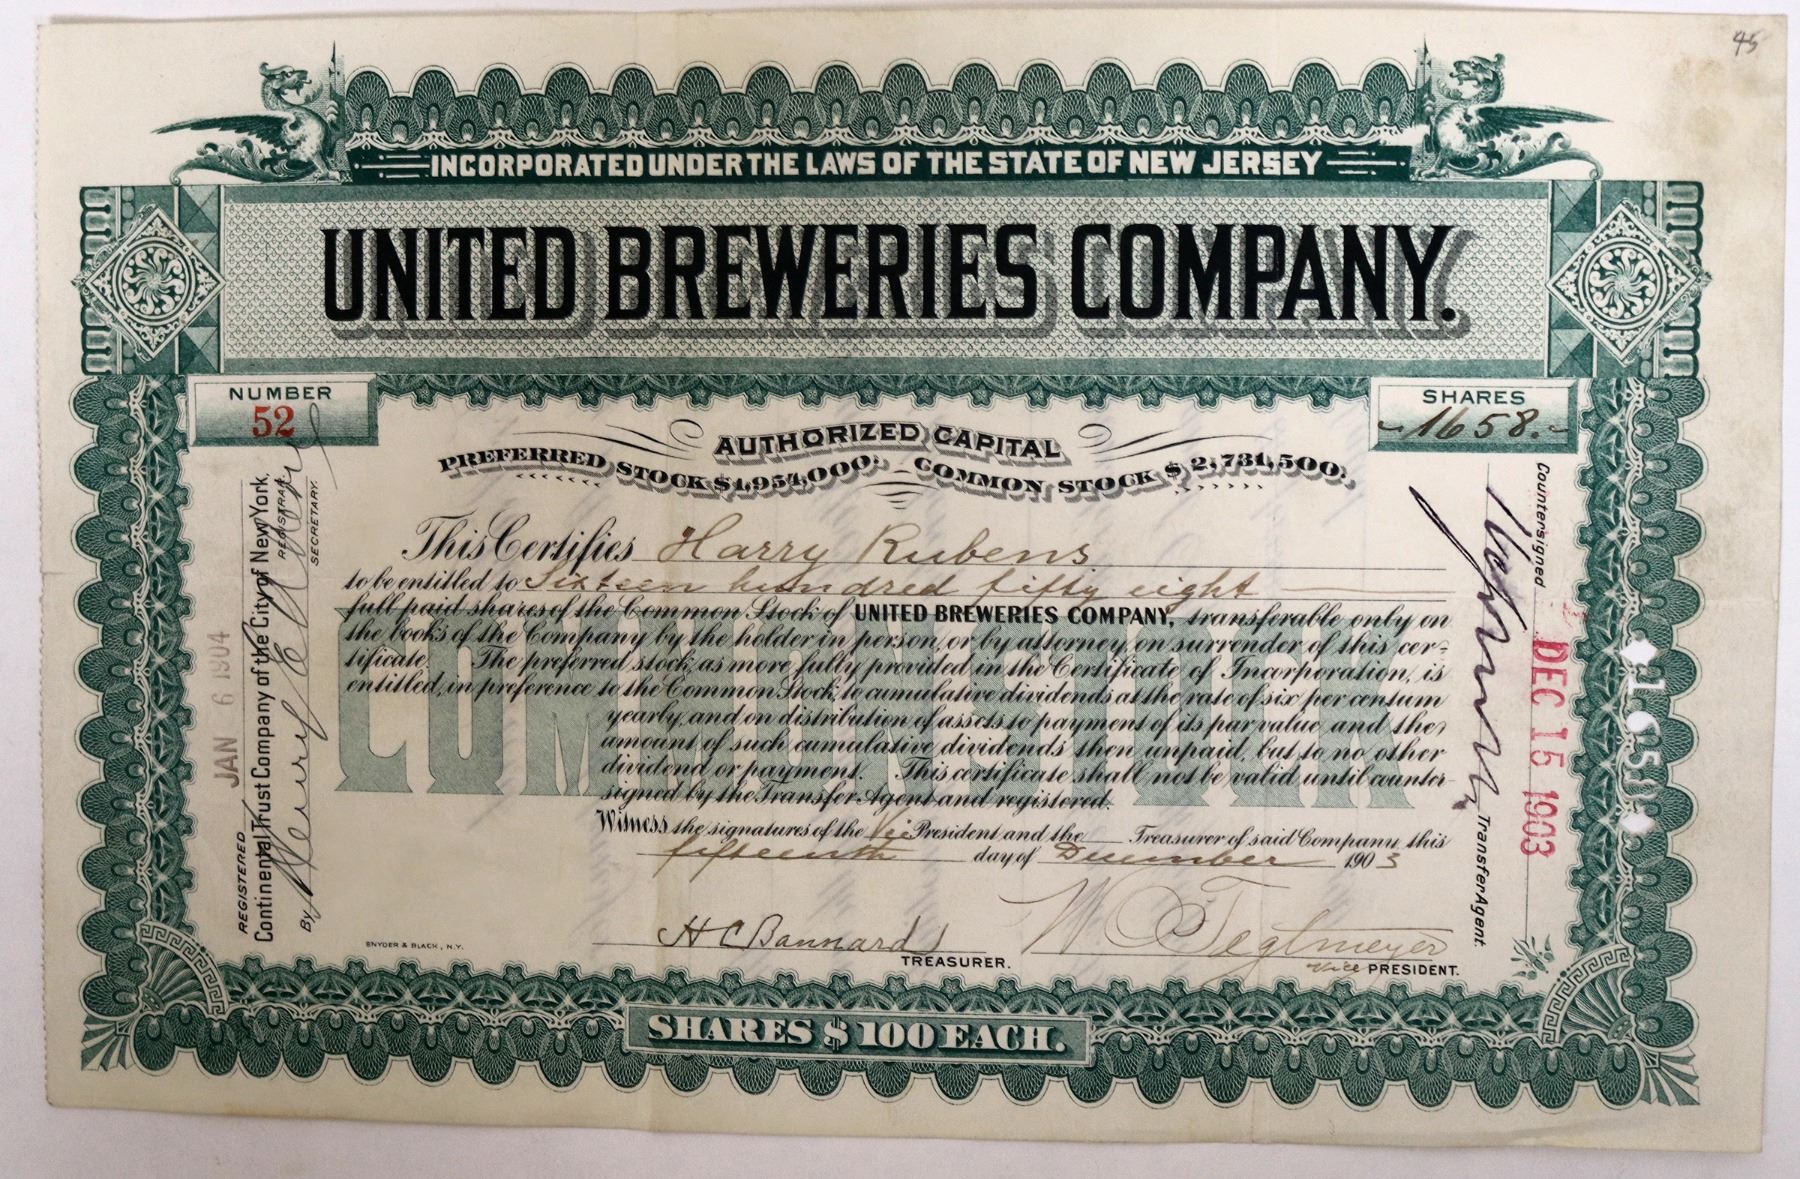 45
INCORPORATED UNDER THE LAWS OF THE STATE OF NEW JERSEY
UNITED BREWERIES COMPANY.
NUMBER
52
SHARES
1658.
AUTHORIZED CAPITAL
PREFERRED STOCK $1,954,000. COMMON STOCK $2,731,500.
This Certifies Harry Rubens
to be entitled to Sixteen hundred fifty eight
full paid shares of the Common Stock of UNITED BREWERIES COMPANY, transferable only on
the books of the Company by the holder in person, or by attorney, on surrender of this cer-
tificate. The preferred stock, as more fully provided in the Certificate of Incorporation, is
entitled, in preference to the Common Stock, to cumulative dividends at the rate of six per centum
yearly, and on distribution of assets to payment of its par value, and the
amount of such cumulative dividends then unpaid, but to no other
dividend or payment. This certificate shall not be valid until counter-
signed by the Transfer Agent and registered.
Witness the signatures of the Vice President and the Treasurer of said Company this
fifteenth day of December 1903
H C Bannard
TREASURER.
W C Teglmeyer
Vice PRESIDENT.
SNYDER & BLACK, N.Y.
SHARES $100 EACH.
JAN 6 1904
REGISTERED
Continental Trust Company of the City of New York,
REGISTRAR
By
SECRETARY.
Countersigned
Transfer Agent.
DEC 15 1903
COMMON STOCK